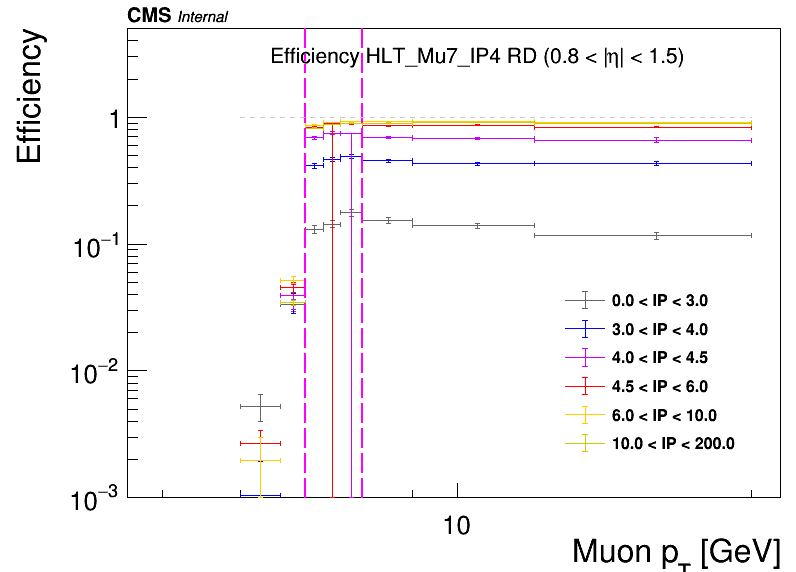 CMS Internal
Efficiency HLT_Mu7_IP4 RD (0.8 < |η| < 1.5)
Efficiency
1
10⁻¹
10⁻²
10⁻³
0.0 < IP < 3.0
3.0 < IP < 4.0
4.0 < IP < 4.5
4.5 < IP < 6.0
6.0 < IP < 10.0
10.0 < IP < 200.0
10
Muon p_T [GeV]